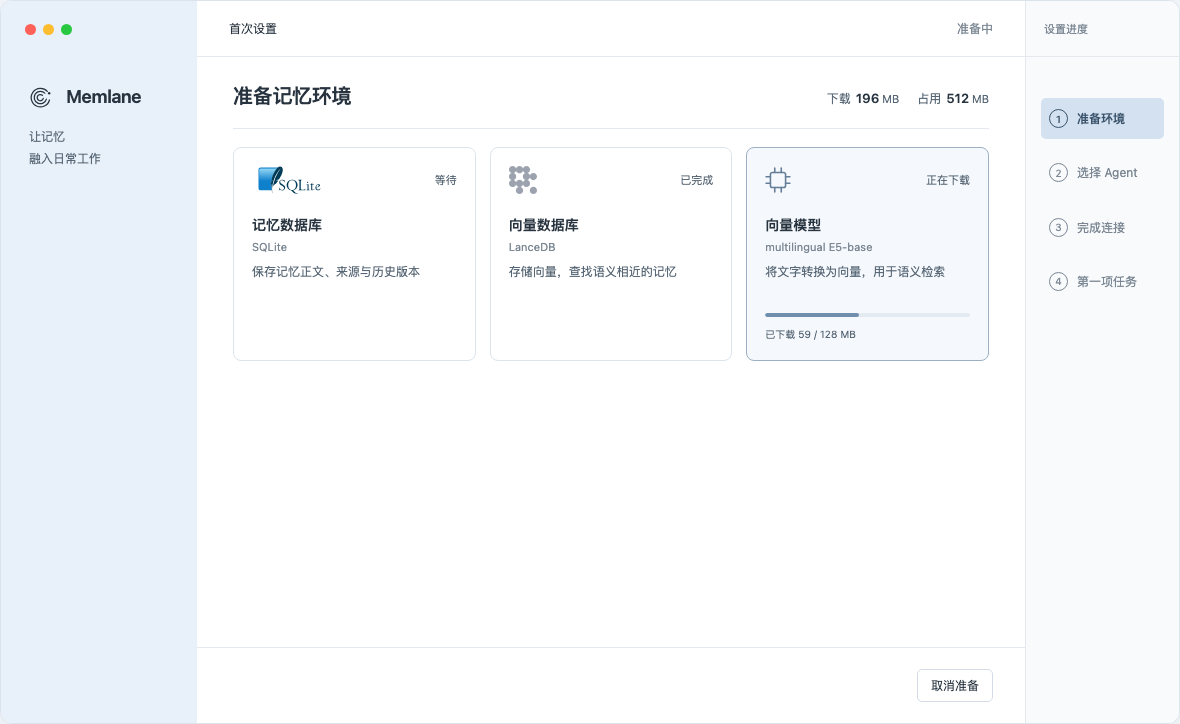 首次设置
准备中
设置进度
Memlane
让记忆
融入日常工作
准备记忆环境
下载 196 MB 占用 512 MB
SQLite
等待
记忆数据库
SQLite
保存记忆正文、来源与历史版本
已完成
向量数据库
LanceDB
存储向量，查找语义相近的记忆
正在下载
向量模型
multilingual E5-base
将文字转换为向量，用于语义检索
已下载 59 / 128 MB
1 准备环境
2 选择 Agent
3 完成连接
4 第一项任务
取消准备